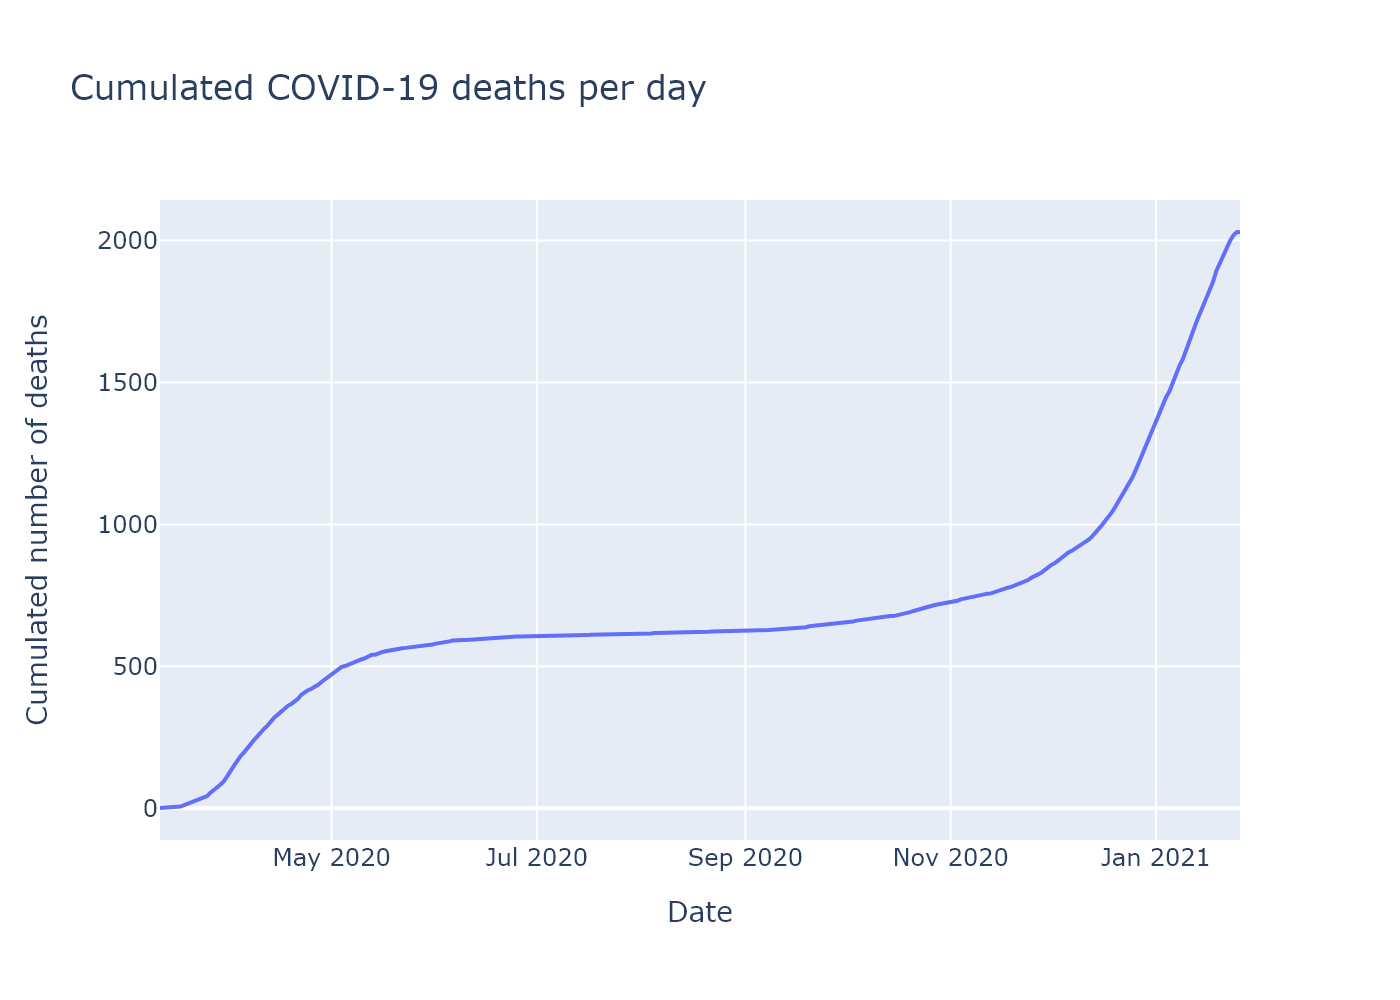 Cumulated COVID-19 deaths per day
Cumulated number of deaths
2000
1500
1000
500
0
May 2020
Jul 2020
Sep 2020
Nov 2020
Jan 2021
Date